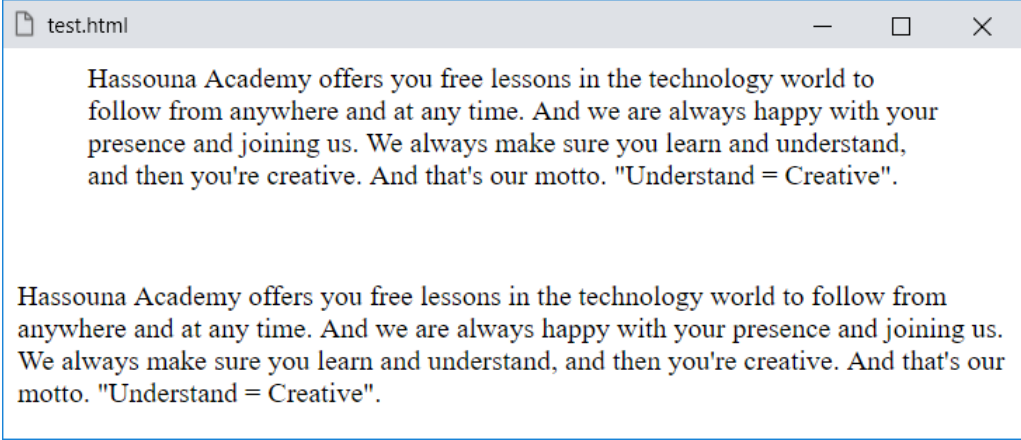 test.html
Hassouna Academy offers you free lessons in the technology world to
follow from anywhere and at any time. And we are always happy with your
presence and joining us. We always make sure you learn and understand,
and then you're creative. And that's our motto. "Understand = Creative".
Hassouna Academy offers you free lessons in the technology world to follow from
anywhere and at any time. And we are always happy with your presence and joining us.
We always make sure you learn and understand, and then you're creative. And that's our
motto. "Understand = Creative".